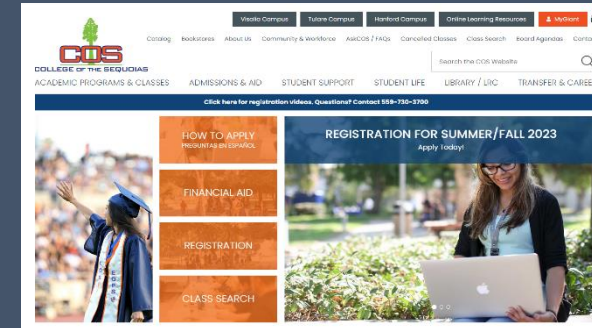 Visalia Campus Tulare Campus Hanford Campus Online Learning Resources MyGiant
Catalog Bookstores About Us Community & Workforce AskCOS / FAQs Cancelled Classes Class Search Board Agendas Conta
COS
COLLEGE OF THE SEQUOIAS
Search the COS Website
ACADEMIC PROGRAMS & CLASSES ADMISSIONS & AID STUDENT SUPPORT STUDENT LIFE LIBRARY / LRC TRANSFER & CAREE
Click here for registration videos. Questions? Contact 559-730-3700
HOW TO APPLY
PREGUNTAS EN ESPAÑOL
FINANCIAL AID
REGISTRATION
CLASS SEARCH
REGISTRATION FOR SUMMER/FALL 2023
Apply Today!